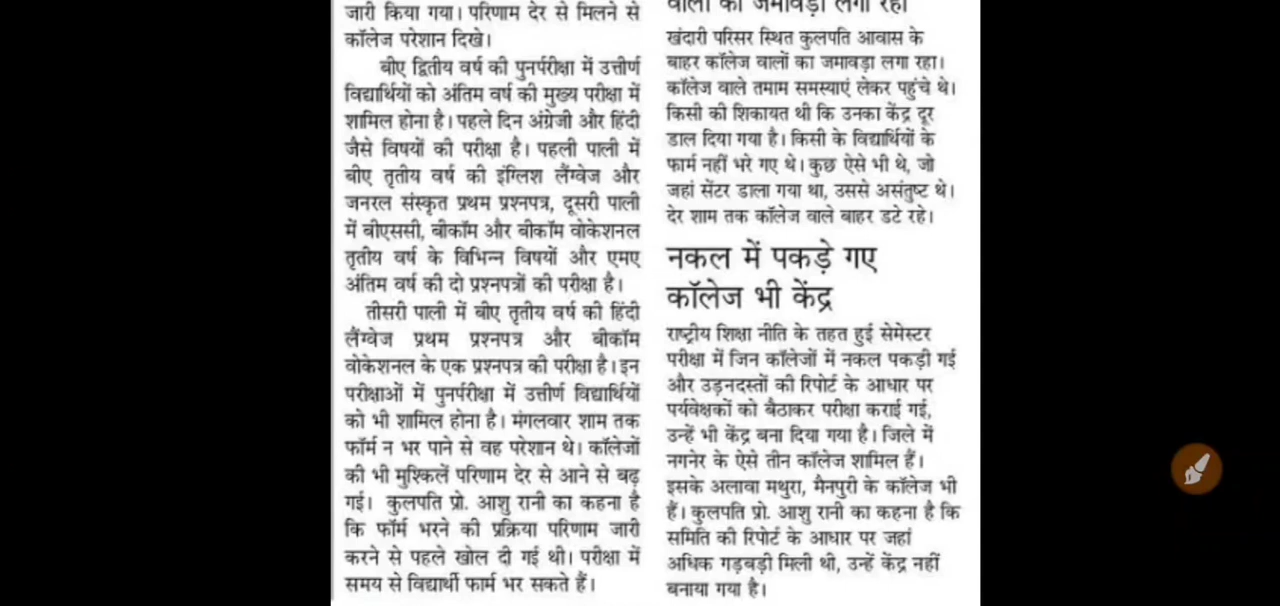 जारी किया गया। परिणाम देर से मिलने से
कॉलेज परेशान दिखे।
बीए द्वितीय वर्ष की पुनर्परीक्षा में उत्तीर्ण
विद्यार्थियों को अंतिम वर्ष की मुख्य परीक्षा में
शामिल होना है। पहले दिन अंग्रेजी और हिंदी
जैसे विषयों की परीक्षा है। पहली पाली में
बीए तृतीय वर्ष की इंग्लिश लैंग्वेज और
जनरल संस्कृत प्रथम प्रश्नपत्र, दूसरी पाली
में बीएससी, बीकॉम और बीकॉम वोकेशनल
तृतीय वर्ष के विभिन्न विषयों और एमए
अंतिम वर्ष की दो प्रश्नपत्रों की परीक्षा है।
तीसरी पाली में बीए तृतीय वर्ष की हिंदी
लैंग्वेज प्रथम प्रश्नपत्र और बीकॉम
वोकेशनल के एक प्रश्नपत्र की परीक्षा है। इन
परीक्षाओं में पुनर्परीक्षा में उत्तीर्ण विद्यार्थियों
को भी शामिल होना है। मंगलवार शाम तक
फॉर्म न भर पाने से वह परेशान थे। कॉलेजों
की भी मुश्किलें परिणाम देर से आने से बढ़
गईं। कुलपति प्रो. आशु रानी का कहना है
कि फॉर्म भरने की प्रक्रिया परिणाम जारी
करने से पहले खोल दी गई थी। परीक्षा में
समय से विद्यार्थी फार्म भर सकते हैं।
वालों का जमावड़ा लगा रहा
खंदारी परिसर स्थित कुलपति आवास के
बाहर कॉलेज वालों का जमावड़ा लगा रहा।
कॉलेज वाले तमाम समस्याएं लेकर पहुंचे थे।
किसी की शिकायत थी कि उनका केंद्र दूर
डाल दिया गया है। किसी के विद्यार्थियों के
फार्म नहीं भरे गए थे। कुछ ऐसे भी थे, जो
जहां सेंटर डाला गया था, उससे असंतुष्ट थे।
देर शाम तक कॉलेज वाले बाहर डटे रहे।
नकल में पकड़े गए
कॉलेज भी केंद्र
राष्ट्रीय शिक्षा नीति के तहत हुई सेमेस्टर
परीक्षा में जिन कॉलेजों में नकल पकड़ी गई
और उड़नदस्तों की रिपोर्ट के आधार पर
पर्यवेक्षकों को बैठाकर परीक्षा कराई गई,
उन्हें भी केंद्र बना दिया गया है। जिले में
नगनेर के ऐसे तीन कॉलेज शामिल हैं।
इसके अलावा मथुरा, मैनपुरी के कॉलेज भी
हैं। कुलपति प्रो. आशु रानी का कहना है कि
समिति की रिपोर्ट के आधार पर जहां
अधिक गड़बड़ी मिली थी, उन्हें केंद्र नहीं
बनाया गया है।